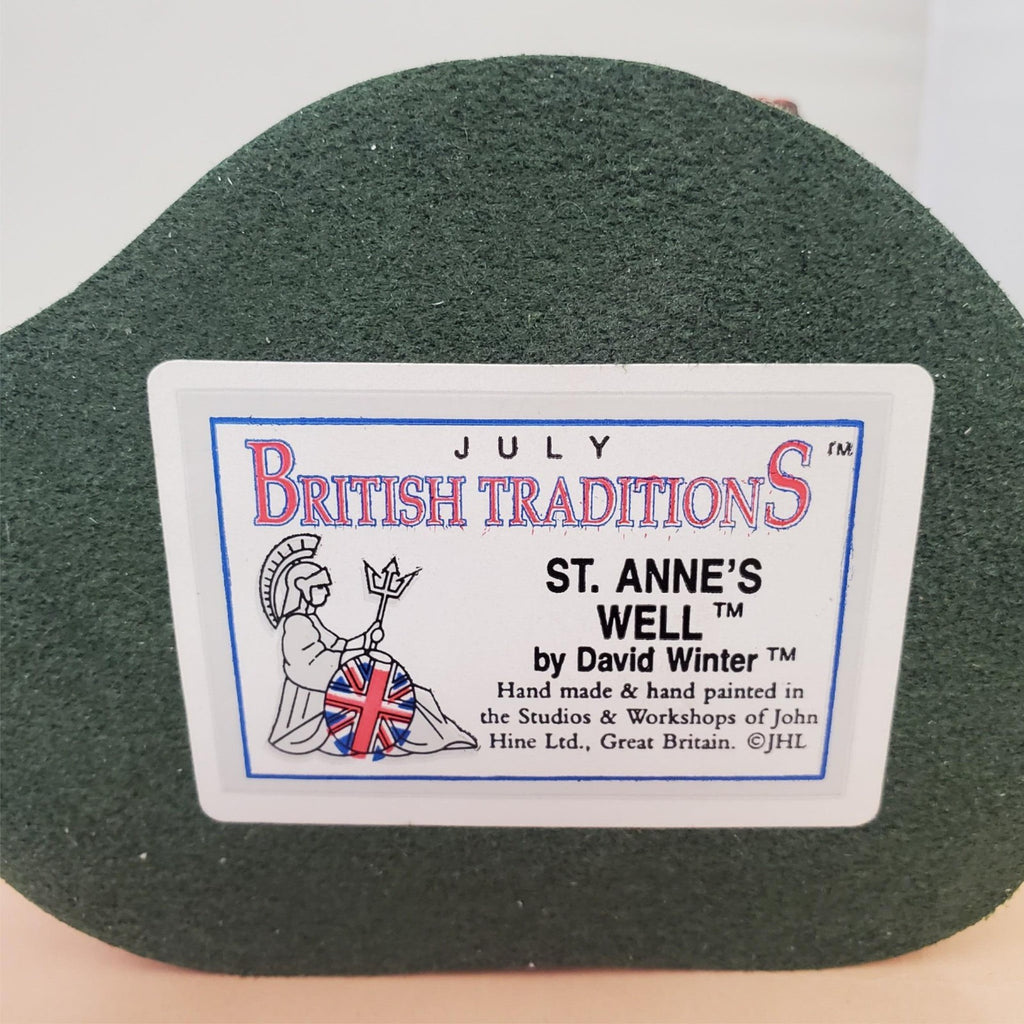 JULY
BRITISH TRADITIONS ™
ST. ANNE'S
WELL ™
by David Winter ™
Hand made & hand painted in
the Studios & Workshops of John
Hine Ltd., Great Britain. ©JHL